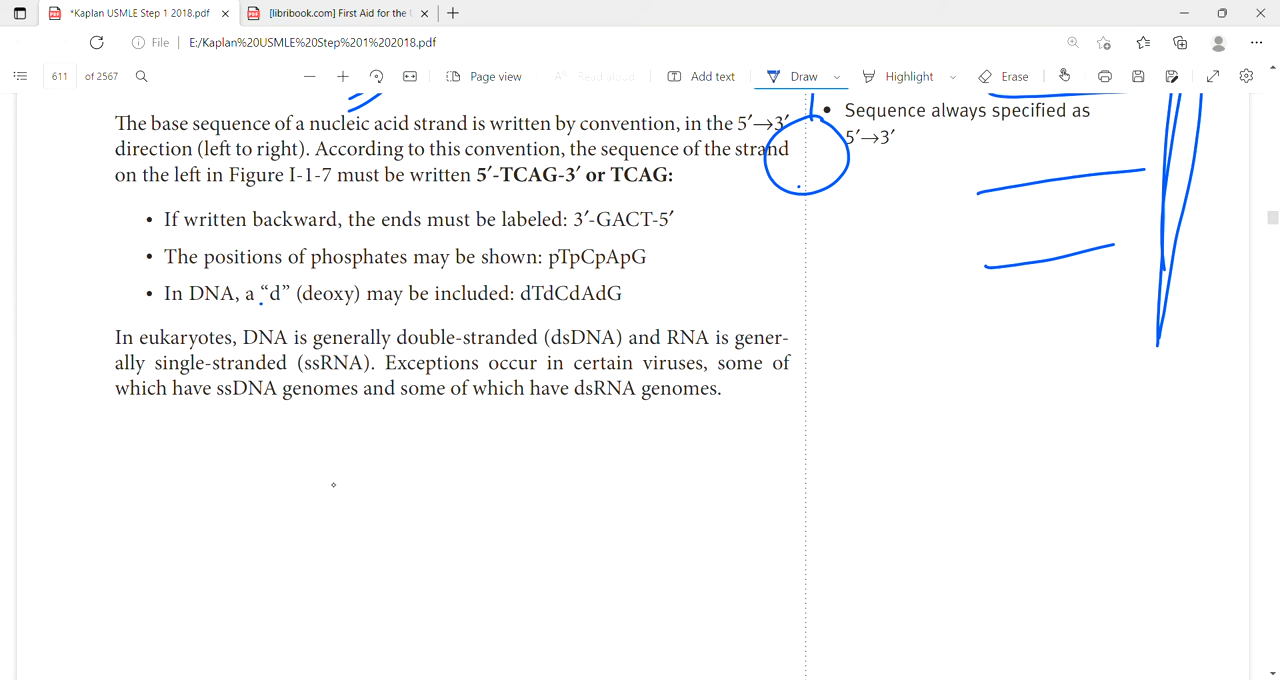 *Kaplan USMLE Step 1 2018.pdf
[libribook.com] First Aid for the
File
E:/Kaplan%20USMLE%20Step%201%202018.pdf
611 of 2567
Page view
Read aloud
Add text
Draw
Highlight
Erase
The base sequence of a nucleic acid strand is written by convention, in the 5′→3′
direction (left to right). According to this convention, the sequence of the strand
on the left in Figure I-1-7 must be written 5′-TCAG-3′ or TCAG:
• If written backward, the ends must be labeled: 3′-GACT-5′
• The positions of phosphates may be shown: pTpCpApG
• In DNA, a “d” (deoxy) may be included: dTdCdAdG
In eukaryotes, DNA is generally double-stranded (dsDNA) and RNA is gener-
ally single-stranded (ssRNA). Exceptions occur in certain viruses, some of
which have ssDNA genomes and some of which have dsRNA genomes.
• Sequence always specified as
5′→3′